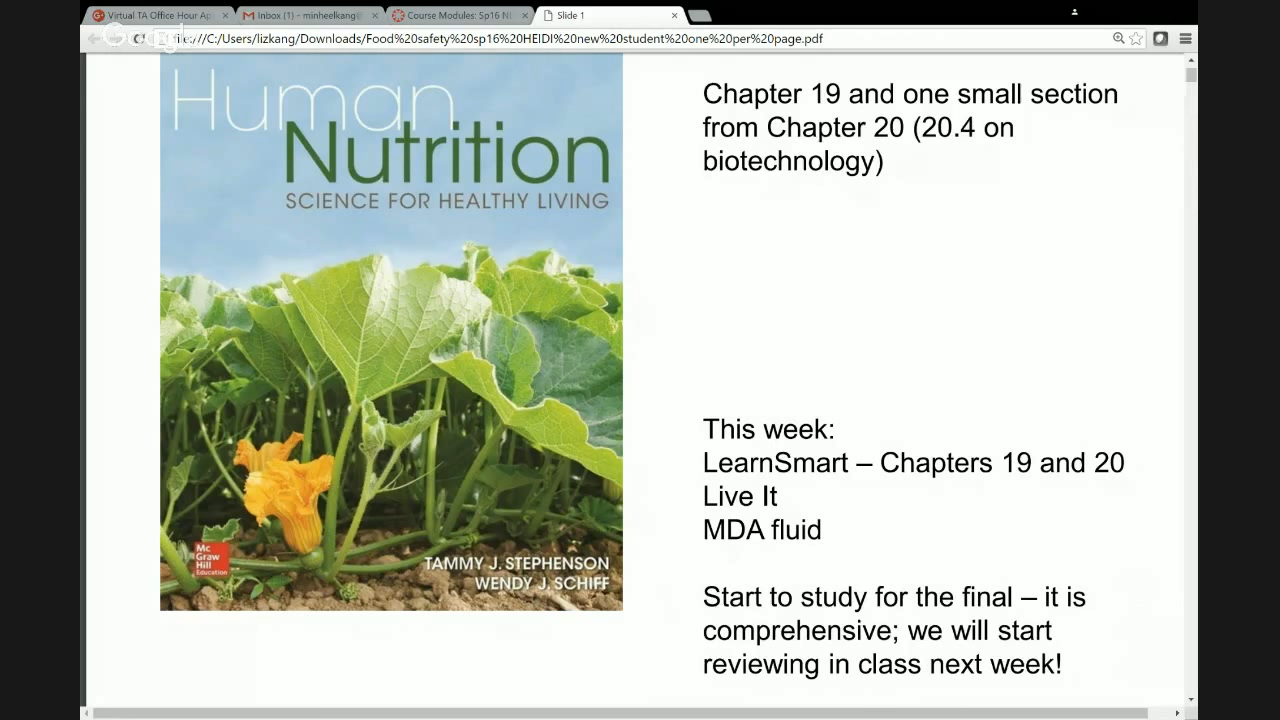 Virtual TA Office Hour Ap
Inbox (1) - minheelkang@
Course Modules: Sp16 N
Slide 1
file:///C:/Users/lizkang/Downloads/Food%20safety%20sp16%20HEIDI%20new%20student%20one%20per%20page.pdf
Human
Nutrition
SCIENCE FOR HEALTHY LIVING
Mc
Graw
Hill
Education
TAMMY J. STEPHENSON
WENDY J. SCHIFF
Chapter 19 and one small section
from Chapter 20 (20.4 on
biotechnology)
This week:
LearnSmart – Chapters 19 and 20
Live It
MDA fluid
Start to study for the final – it is
comprehensive; we will start
reviewing in class next week!